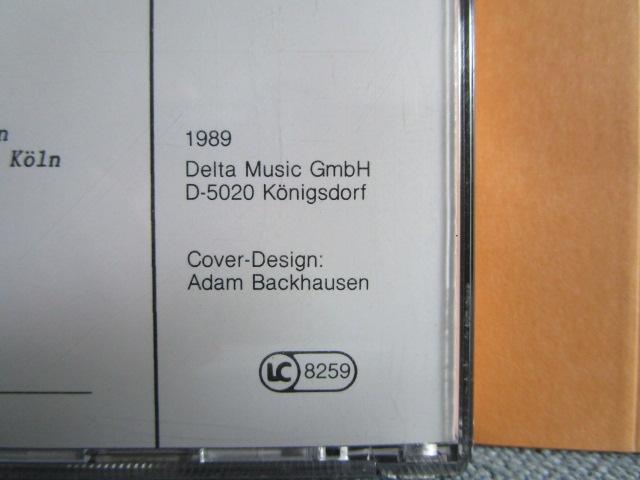 n
Köln
1989
Delta Music GmbH
D-5020 Königsdorf
Cover-Design:
Adam Backhausen
LC 8259